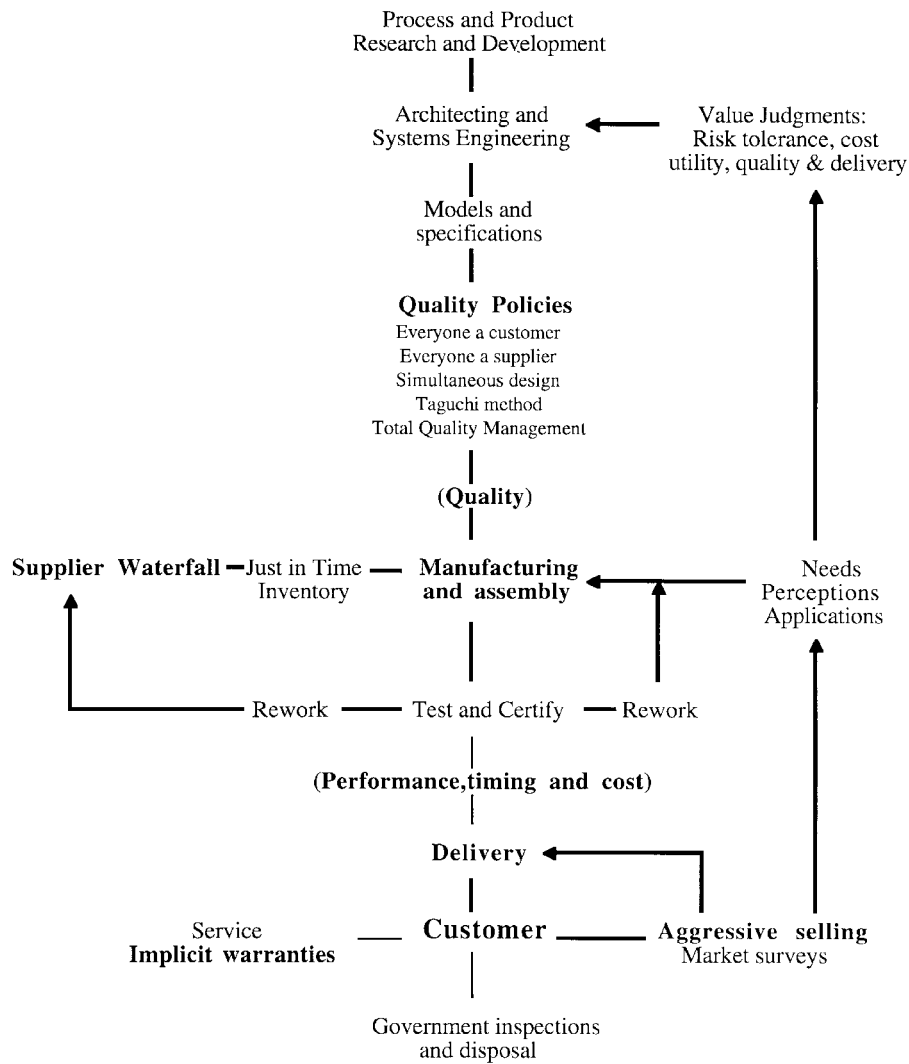 Process and Product
Research and Development
Architecting and
Systems Engineering
Value Judgments:
Risk tolerance, cost
utility, quality & delivery
Models and
specifications
Quality Policies
Everyone a customer
Everyone a supplier
Simultaneous design
Taguchi method
Total Quality Management
(Quality)
Supplier Waterfall
Just in Time
Inventory
Manufacturing
and assembly
Needs
Perceptions
Applications
Rework
Test and Certify
Rework
(Performance,timing and cost)
Delivery
Service
Implicit warranties
Customer
Aggressive selling
Market surveys
Government inspections
and disposal